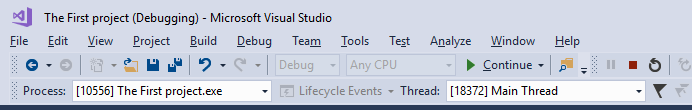 The First project (Debugging) - Microsoft Visual Studio
File Edit View Project Build Debug Team Tools Test Analyze Window Help
Debug Any CPU Continue
Process: [10556] The First project.exe Lifecycle Events Thread: [18372] Main Thread